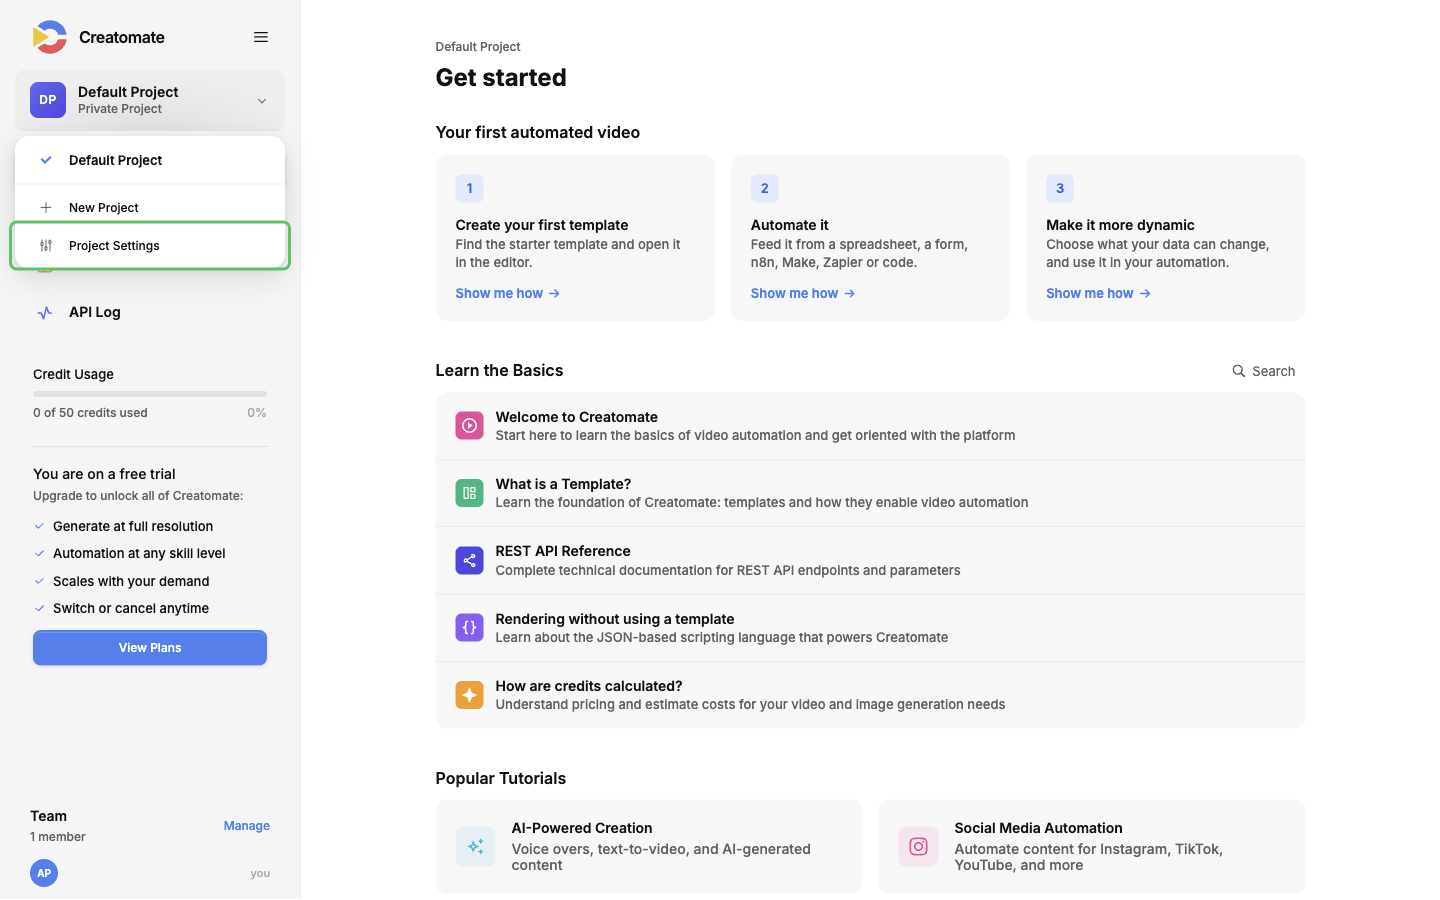 Creatomate
DP
Default Project
Private Project
Default Project
New Project
Project Settings
API Log
Credit Usage
0 of 50 credits used
0%
You are on a free trial
Upgrade to unlock all of Creatomate:
Generate at full resolution
Automation at any skill level
Scales with your demand
Switch or cancel anytime
View Plans
Team
1 member
Manage
AP
you
Default Project
Get started
Your first automated video
1
Create your first template
Find the starter template and open it
in the editor.
Show me how →
2
Automate it
Feed it from a spreadsheet, a form,
n8n, Make, Zapier or code.
Show me how →
3
Make it more dynamic
Choose what your data can change,
and use it in your automation.
Show me how →
Learn the Basics
Search
Welcome to Creatomate
Start here to learn the basics of video automation and get oriented with the platform
What is a Template?
Learn the foundation of Creatomate: templates and how they enable video automation
REST API Reference
Complete technical documentation for REST API endpoints and parameters
Rendering without using a template
Learn about the JSON-based scripting language that powers Creatomate
How are credits calculated?
Understand pricing and estimate costs for your video and image generation needs
Popular Tutorials
AI-Powered Creation
Voice overs, text-to-video, and AI-generated
content
Social Media Automation
Automate content for Instagram, TikTok,
YouTube, and more